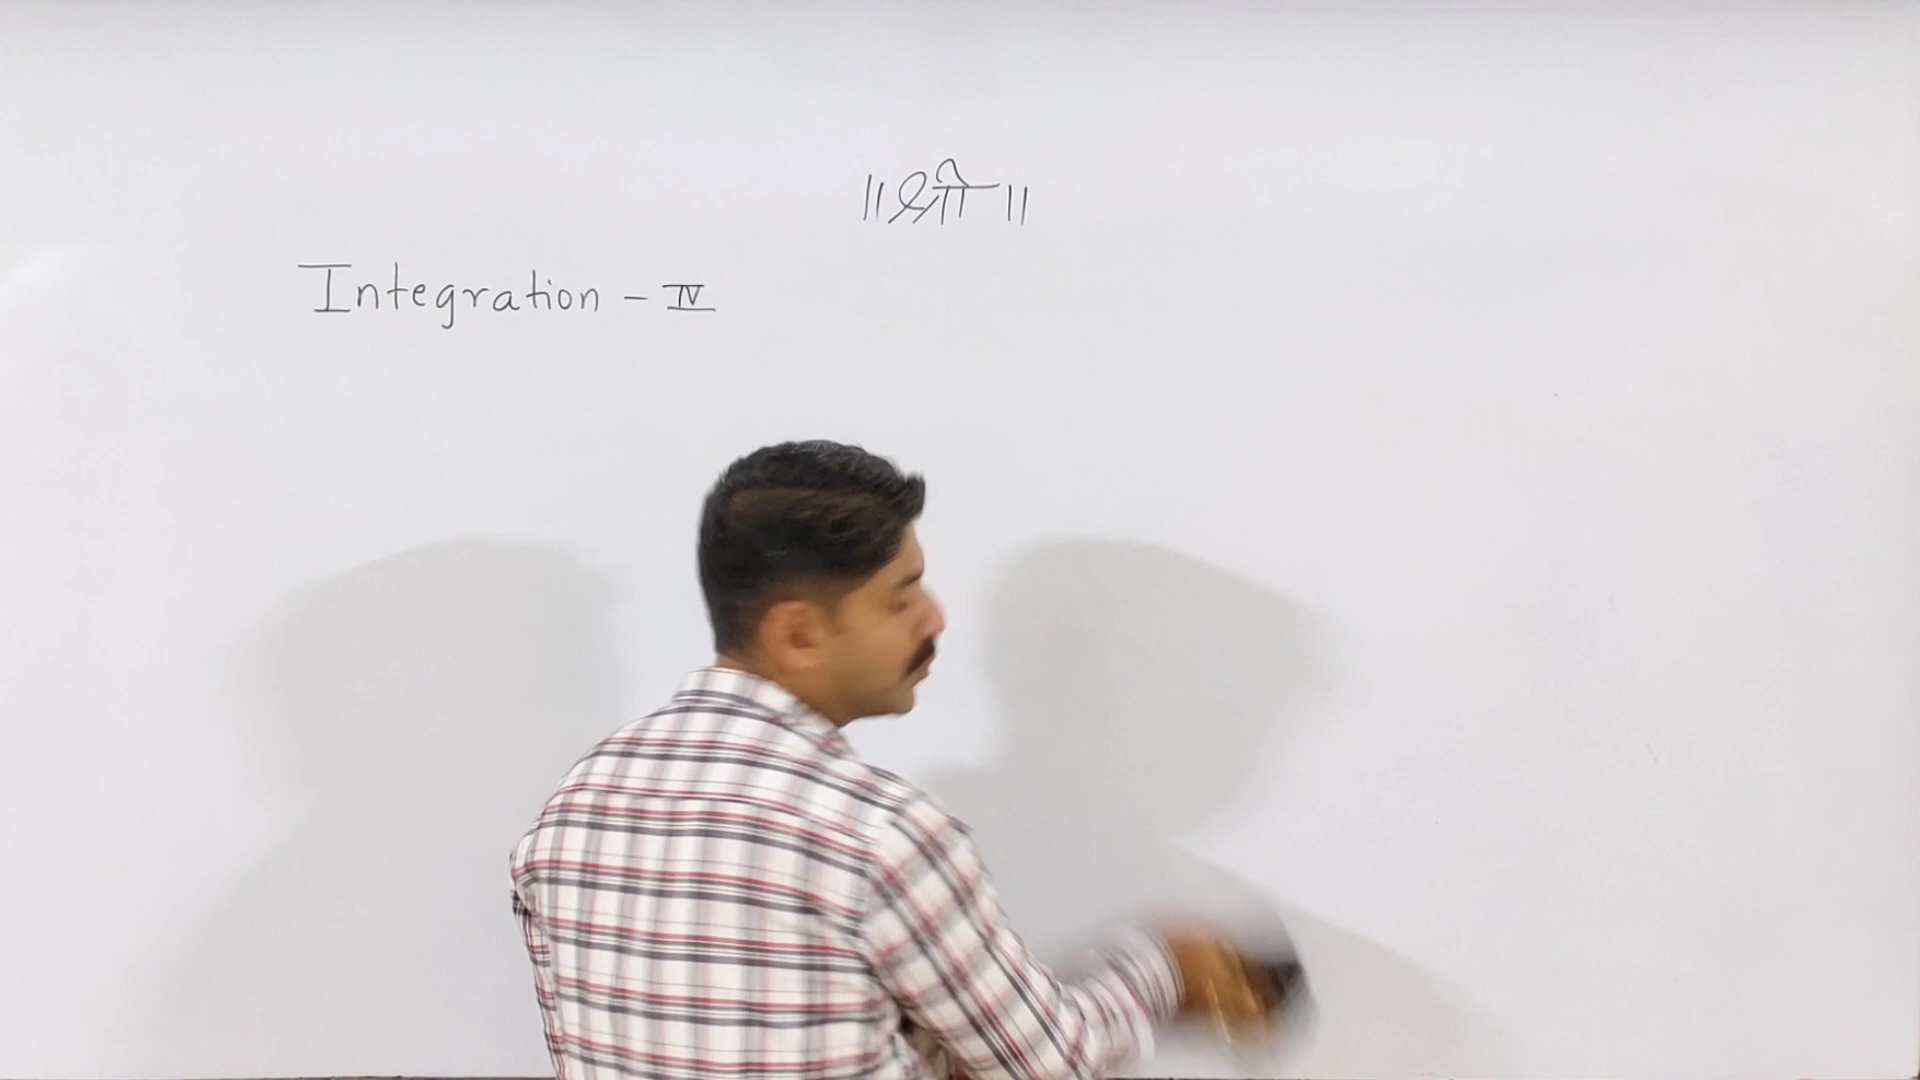 ॥ श्री ॥
Integration - IV